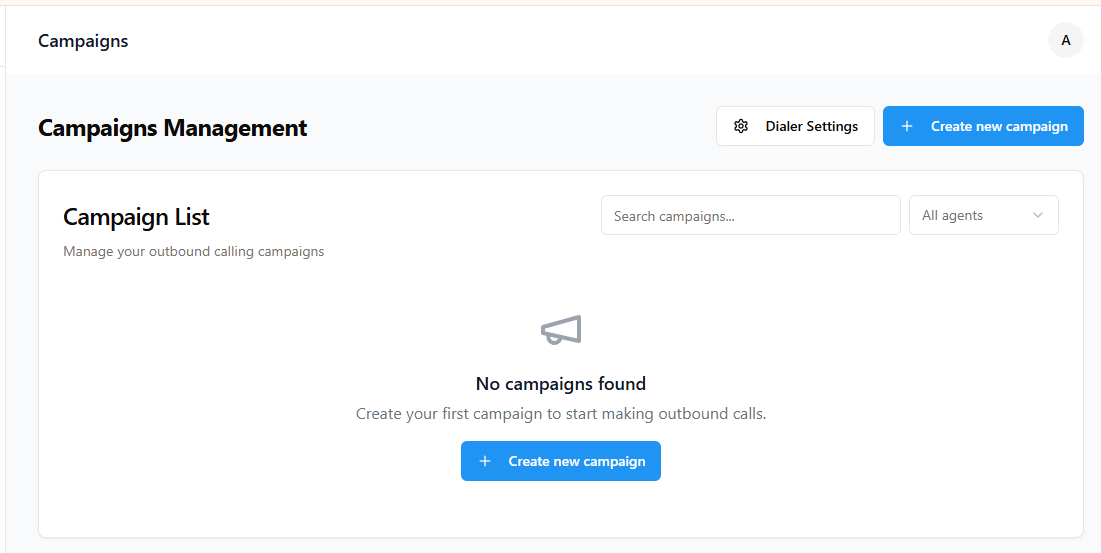 Campaigns
A
Campaigns Management
Dialer Settings
Create new campaign
Campaign List
Search campaigns...
All agents
Manage your outbound calling campaigns
No campaigns found
Create your first campaign to start making outbound calls.
Create new campaign